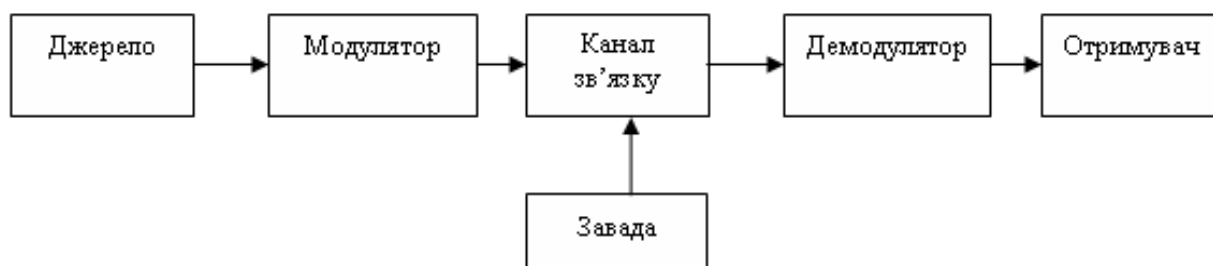 Джерело
Модулятор
Канал
зв’язку
Демодулятор
Отримувач
Завада